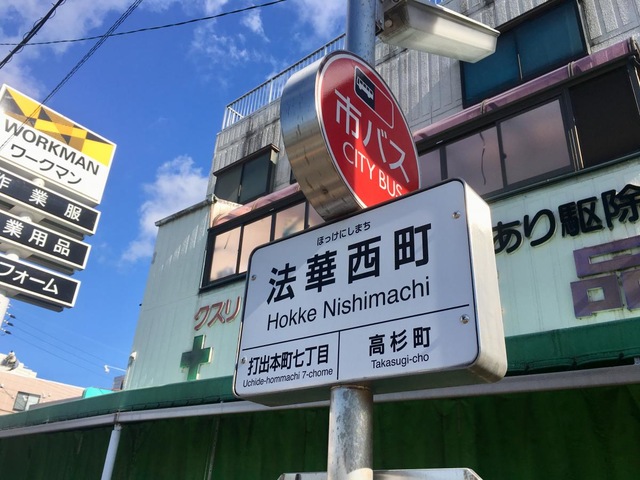 WORKMAN
ワークマン
作業服
業用品
フォーム
市バス
CITY BUS
ほっけにしまち
法華西町
Hokke Nishimachi
打出本町七丁目
Uchide-hommachi 7-chome
高杉町
Takasugi-cho
クスリ
あり駆除
品